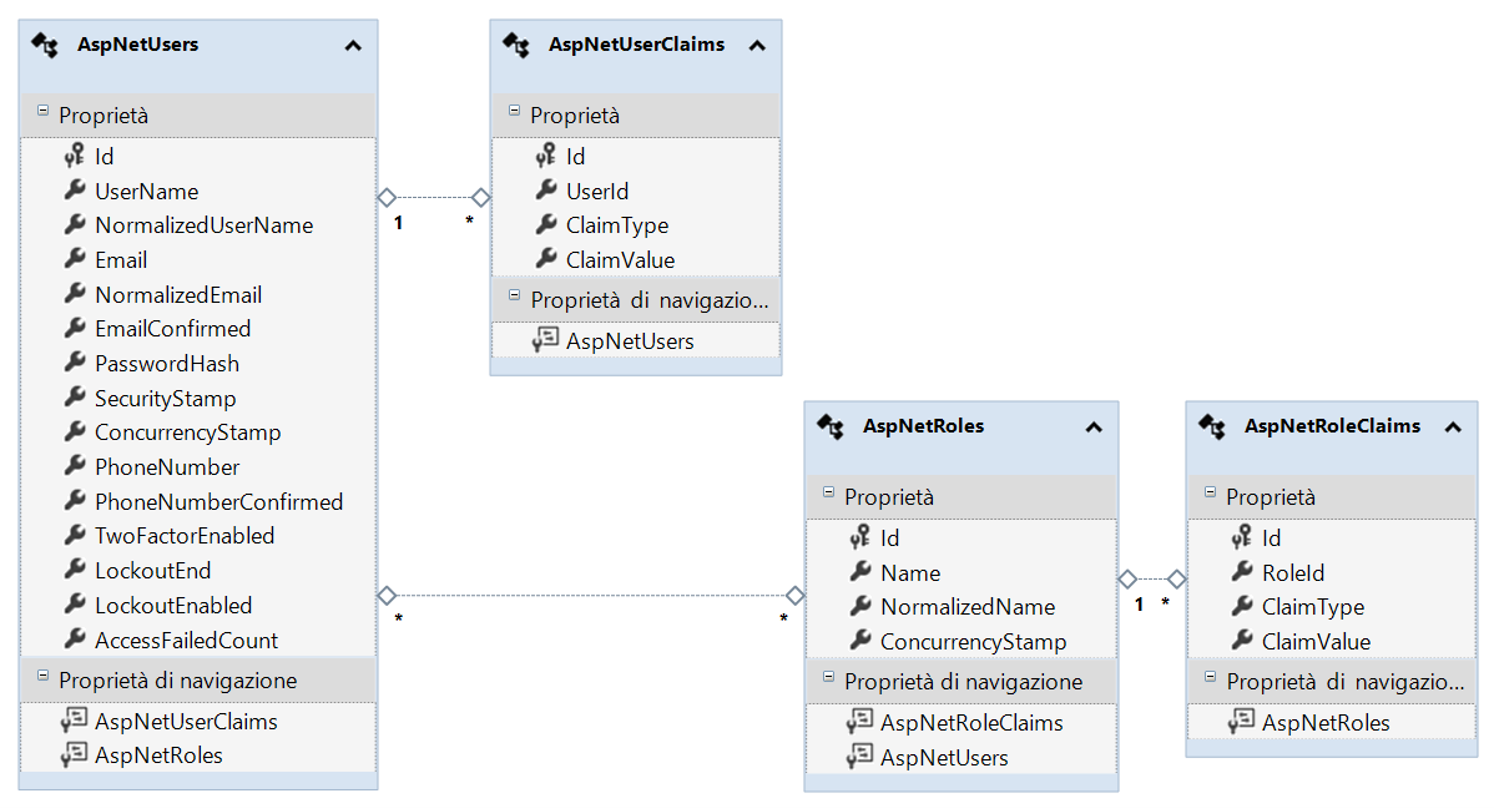 AspNetUsers
Proprietà
Id
UserName
NormalizedUserName
Email
NormalizedEmail
EmailConfirmed
PasswordHash
SecurityStamp
ConcurrencyStamp
PhoneNumber
PhoneNumberConfirmed
TwoFactorEnabled
LockoutEnd
LockoutEnabled
AccessFailedCount
Proprietà di navigazione
AspNetUserClaims
AspNetRoles
1
*
AspNetUserClaims
Proprietà
Id
UserId
ClaimType
ClaimValue
Proprietà di navigazio...
AspNetUsers
*
*
AspNetRoles
Proprietà
Id
Name
NormalizedName
ConcurrencyStamp
Proprietà di navigazione
AspNetRoleClaims
AspNetUsers
1
*
AspNetRoleClaims
Proprietà
Id
RoleId
ClaimType
ClaimValue
Proprietà di navigazio...
AspNetRoles